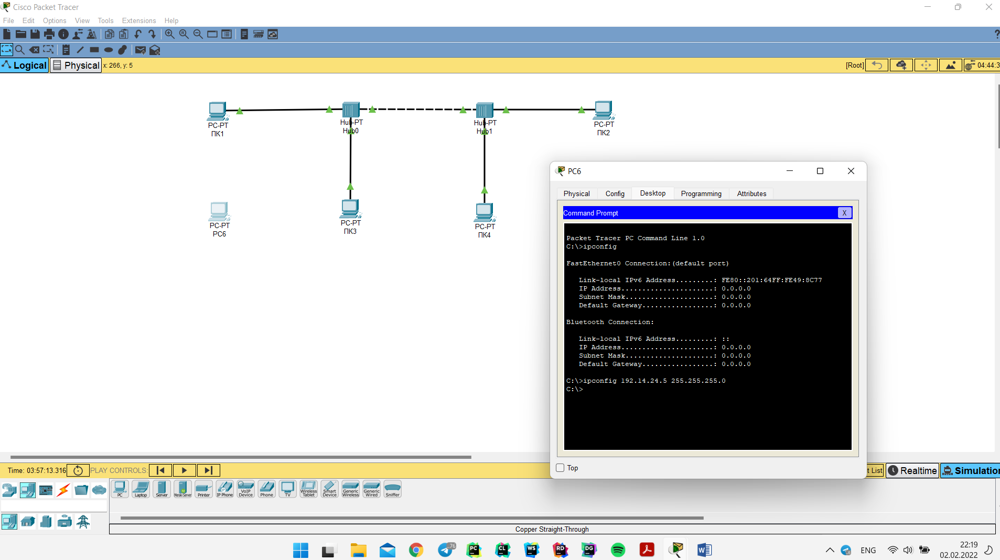 Cisco Packet Tracer
File Edit Options View Tools Extensions Help
Logical Physical x: 266, y: 5 [Root] 04:44:3
PC-PT
ПК1
Hub-PT
Hub0
Hub-PT
Hub1
PC-PT
ПК2
PC-PT
PC6
PC-PT
ПК3
PC-PT
ПК4
PC6
Physical Config Desktop Programming Attributes
Command Prompt X
Packet Tracer PC Command Line 1.0
C:\>ipconfig
FastEthernet0 Connection:(default port)
Link-local IPv6 Address.........: FE80::201:64FF:FE49:8C77
IP Address......................: 0.0.0.0
Subnet Mask.....................: 0.0.0.0
Default Gateway.................: 0.0.0.0
Bluetooth Connection:
Link-local IPv6 Address.........: ::
IP Address......................: 0.0.0.0
Subnet Mask.....................: 0.0.0.0
Default Gateway.................: 0.0.0.0
C:\>ipconfig 192.14.24.5 255.255.255.0
C:\>
Top
Time: 03:57:13.316 PLAY CONTROLS: t List Realtime Simulation
PC
Laptop
Server
Meraki Server
Printer
IP Phone
VoIP Device
Phone
TV
Wireless Tablet
Smart Device
Generic Wireless
Generic Wired
Sniffer
Copper Straight-Through
.76 PC CL WS RD DG
ENG
22:19
02.02.2022